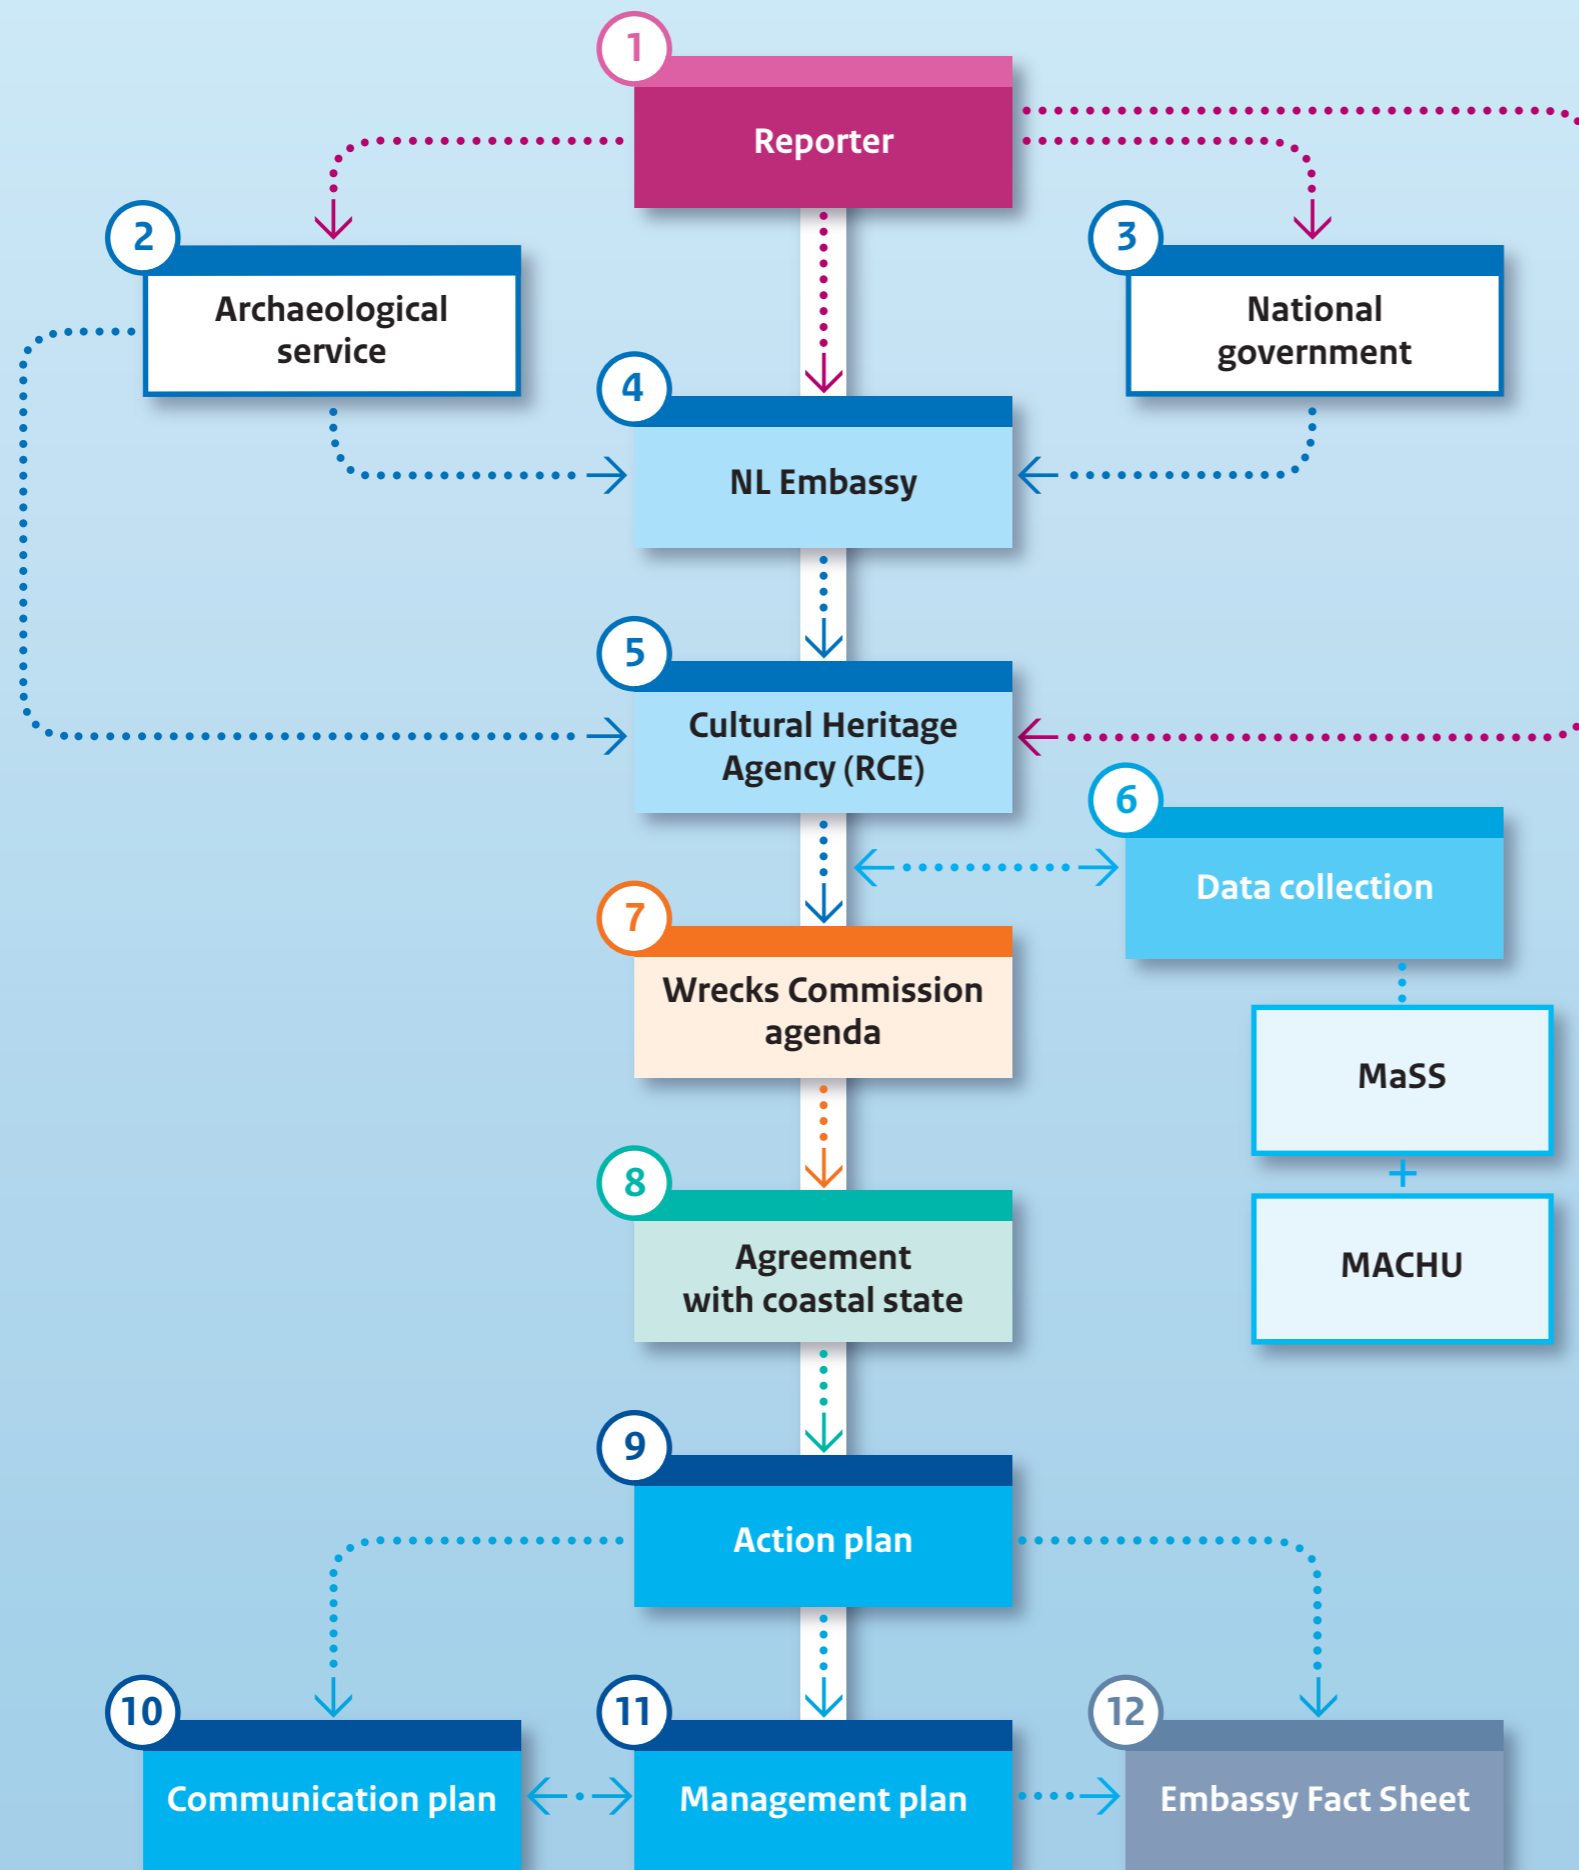 1
Reporter
2
Archaeological
service
3
National
government
4
NL Embassy
5
Cultural Heritage
Agency (RCE)
6
Data collection
7
Wrecks Commission
agenda
MaSS
+
MACHU
8
Agreement
with coastal state
9
Action plan
10
Communication plan
11
Management plan
12
Embassy Fact Sheet